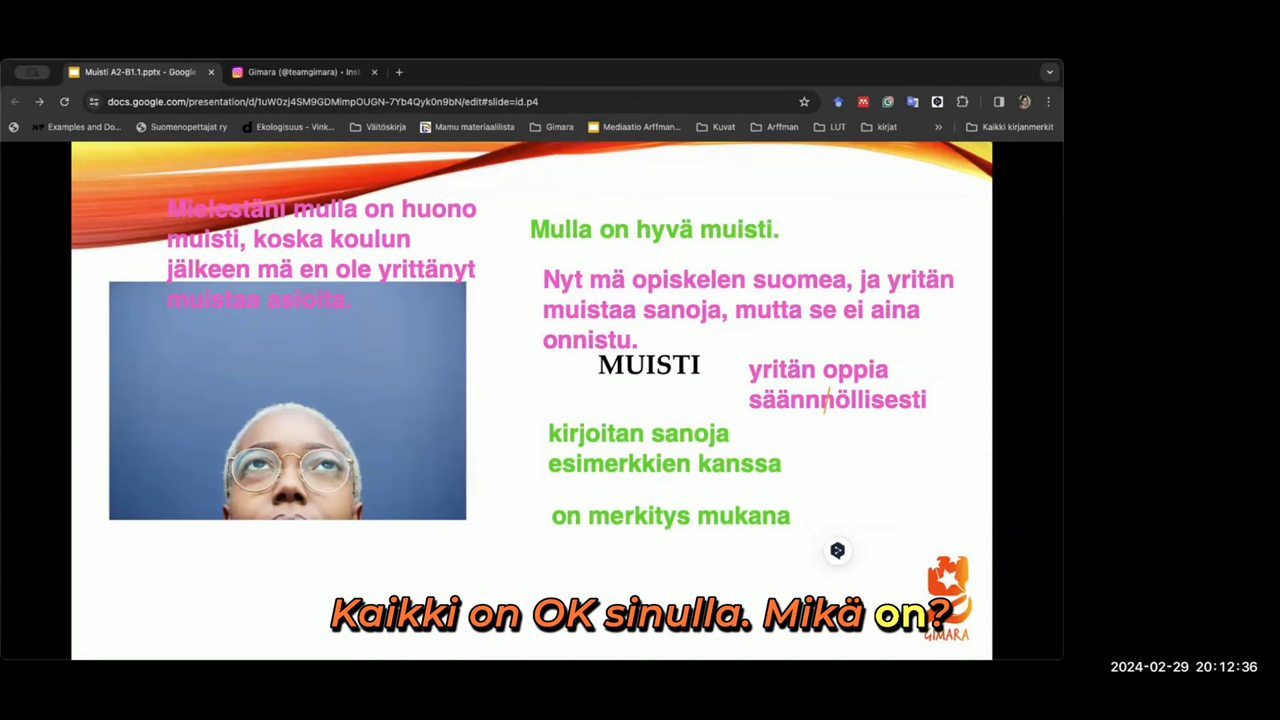 Muisti A2-B1.1.pptx - Google
Gimara (@teamgimara) • Ins
docs.google.com/presentation/d/1uW0zj4SM9GDMimpOUGN-7Yb4Qyk0n9bN/edit#slide=id.p4
Examples and Do...
Suomenopettajat ry
Ekologisuus - Vink...
Väitöskirja
Mamu materiaalilista
Gimara
Mediaatio Arffman...
Kuvat
Arffman
LUT
kirjat
»
Kaikki kirjanmerkit
Mielestäni mulla on huono
muisti, koska koulun
jälkeen mä en ole yrittänyt
muistaa asioita.
Mulla on hyvä muisti.
Nyt mä opiskelen suomea, ja yritän
muistaa sanoja, mutta se ei aina
onnistu.
MUISTI
yritän oppia
säännnnöllisesti
kirjoitan sanoja
esimerkkien kanssa
on merkitys mukana
GIMARA
Kaikki on OK sinulla. Mikä on?
2024-02-29 20:12:36